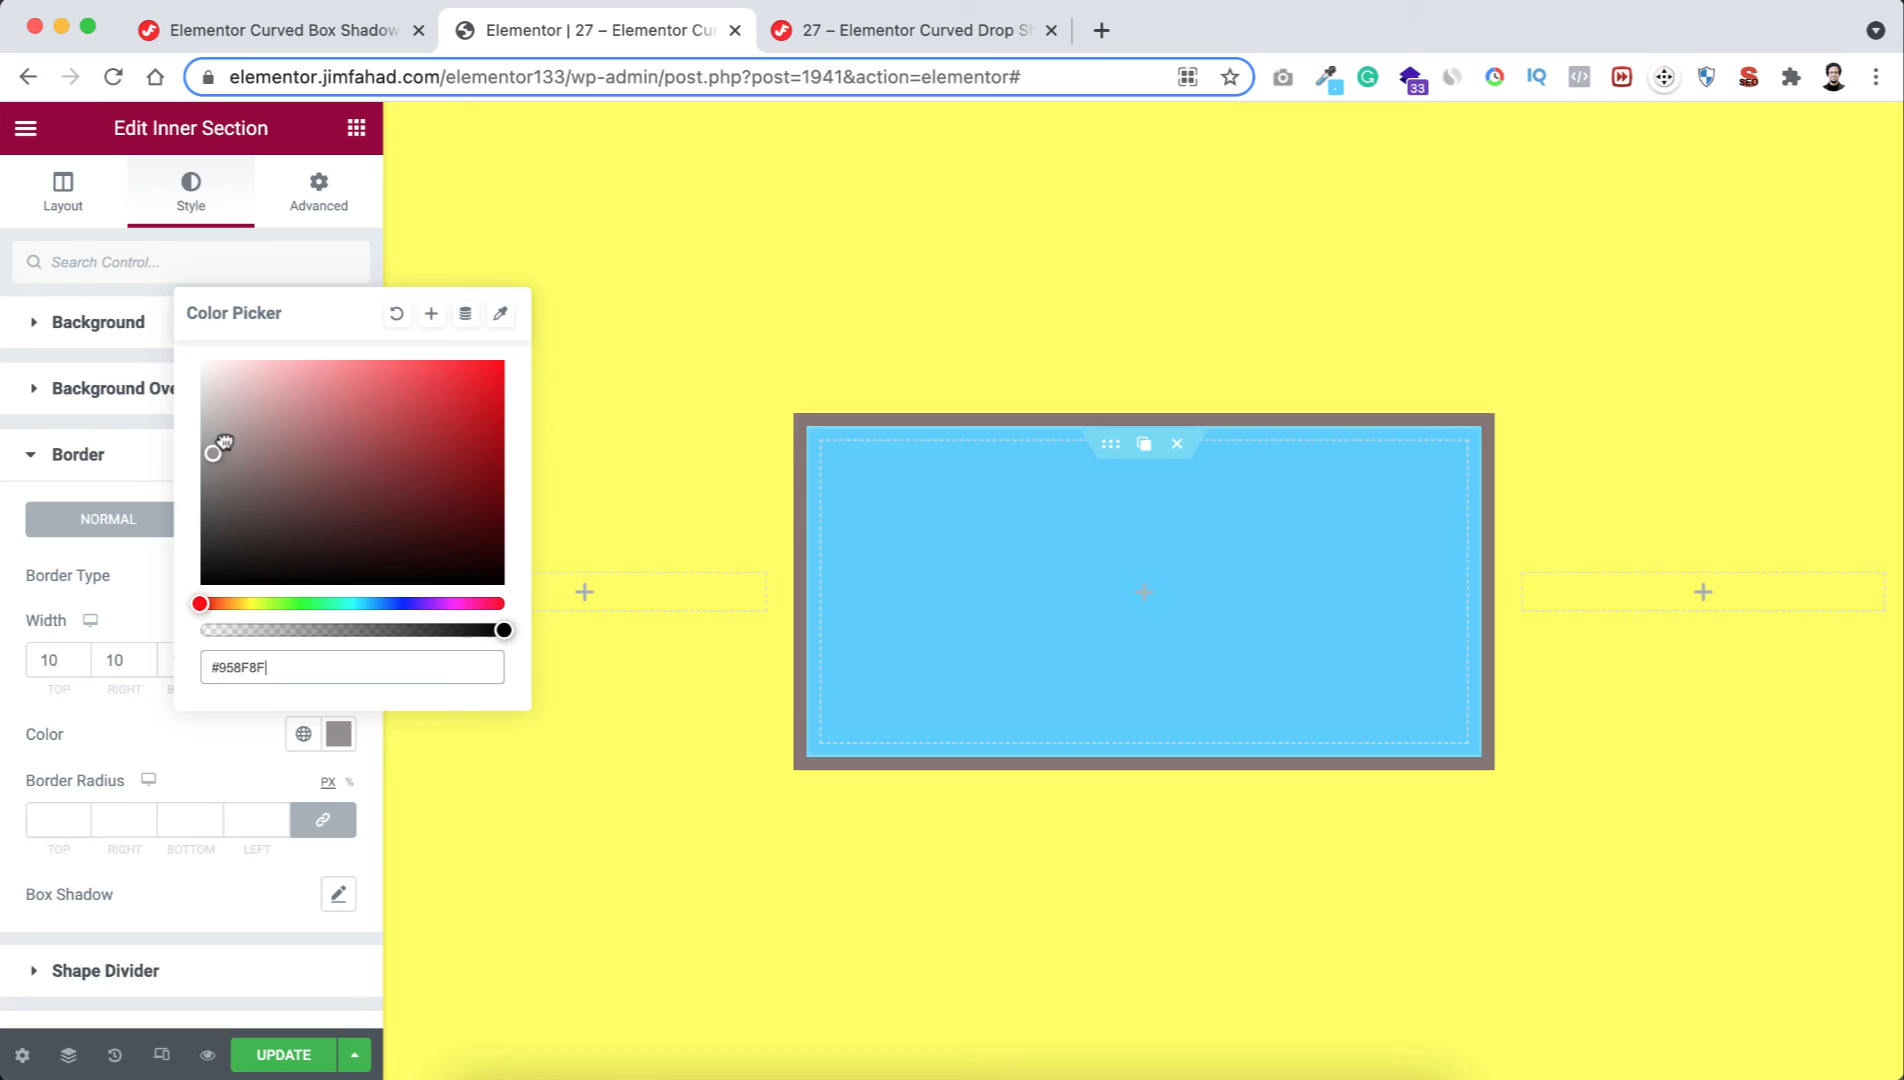 Elementor Curved Box Shadow
Elementor | 27 – Elementor Cur
27 – Elementor Curved Drop Sh
elementor.jimfahad.com/elementor133/wp-admin/post.php?post=1941&action=elementor#
33
IQ
SEO
Edit Inner Section
Layout
Style
Advanced
Search Control...
Background
Color Picker
Background Ove
Border
NORMAL
Border Type
Width
10
10
TOP
RIGHT
B
#958F8F
Color
Border Radius
PX
%
TOP
RIGHT
BOTTOM
LEFT
Box Shadow
Shape Divider
UPDATE